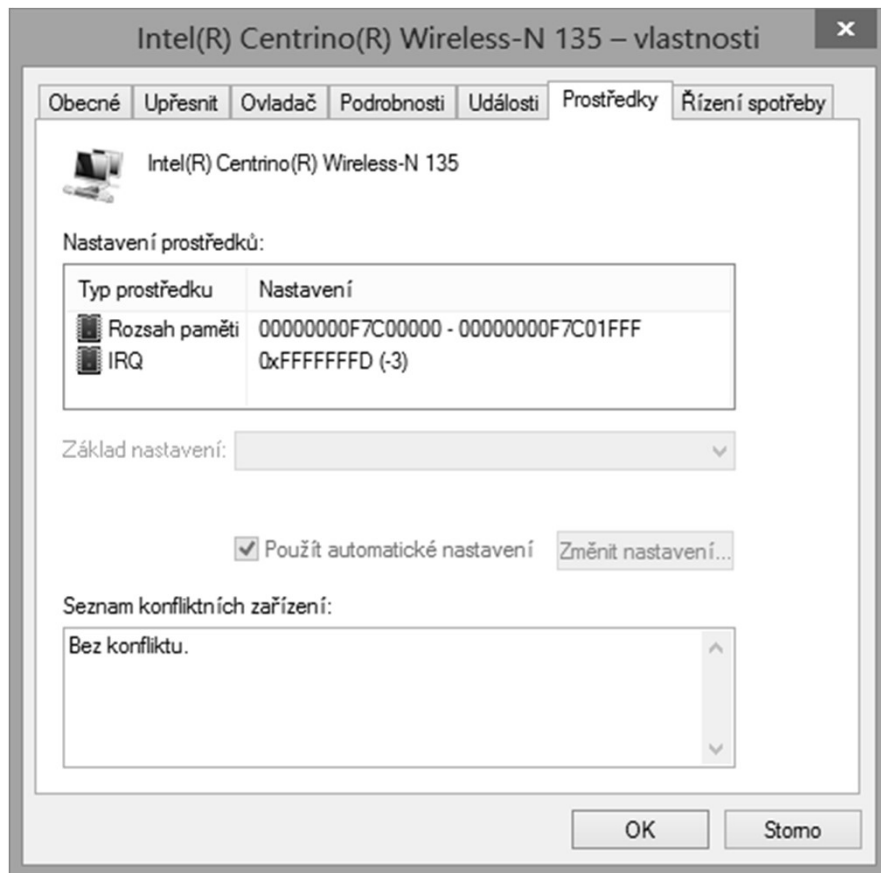 Intel(R) Centrino(R) Wireless-N 135 – vlastnosti
x
Obecné Upřesnit Ovladač Podrobnosti Události Prostředky Řízení spotřeby
Intel(R) Centrino(R) Wireless-N 135
Nastavení prostředků:
Typ prostředku Nastavení
Rozsah paměti 00000000F7C00000 - 00000000F7C01FFF
IRQ 0xFFFFFFFD (-3)
Základ nastavení:
Použít automatické nastavení Změnit nastavení...
Seznam konfliktních zařízení:
Bez konfliktu.
OK Storno